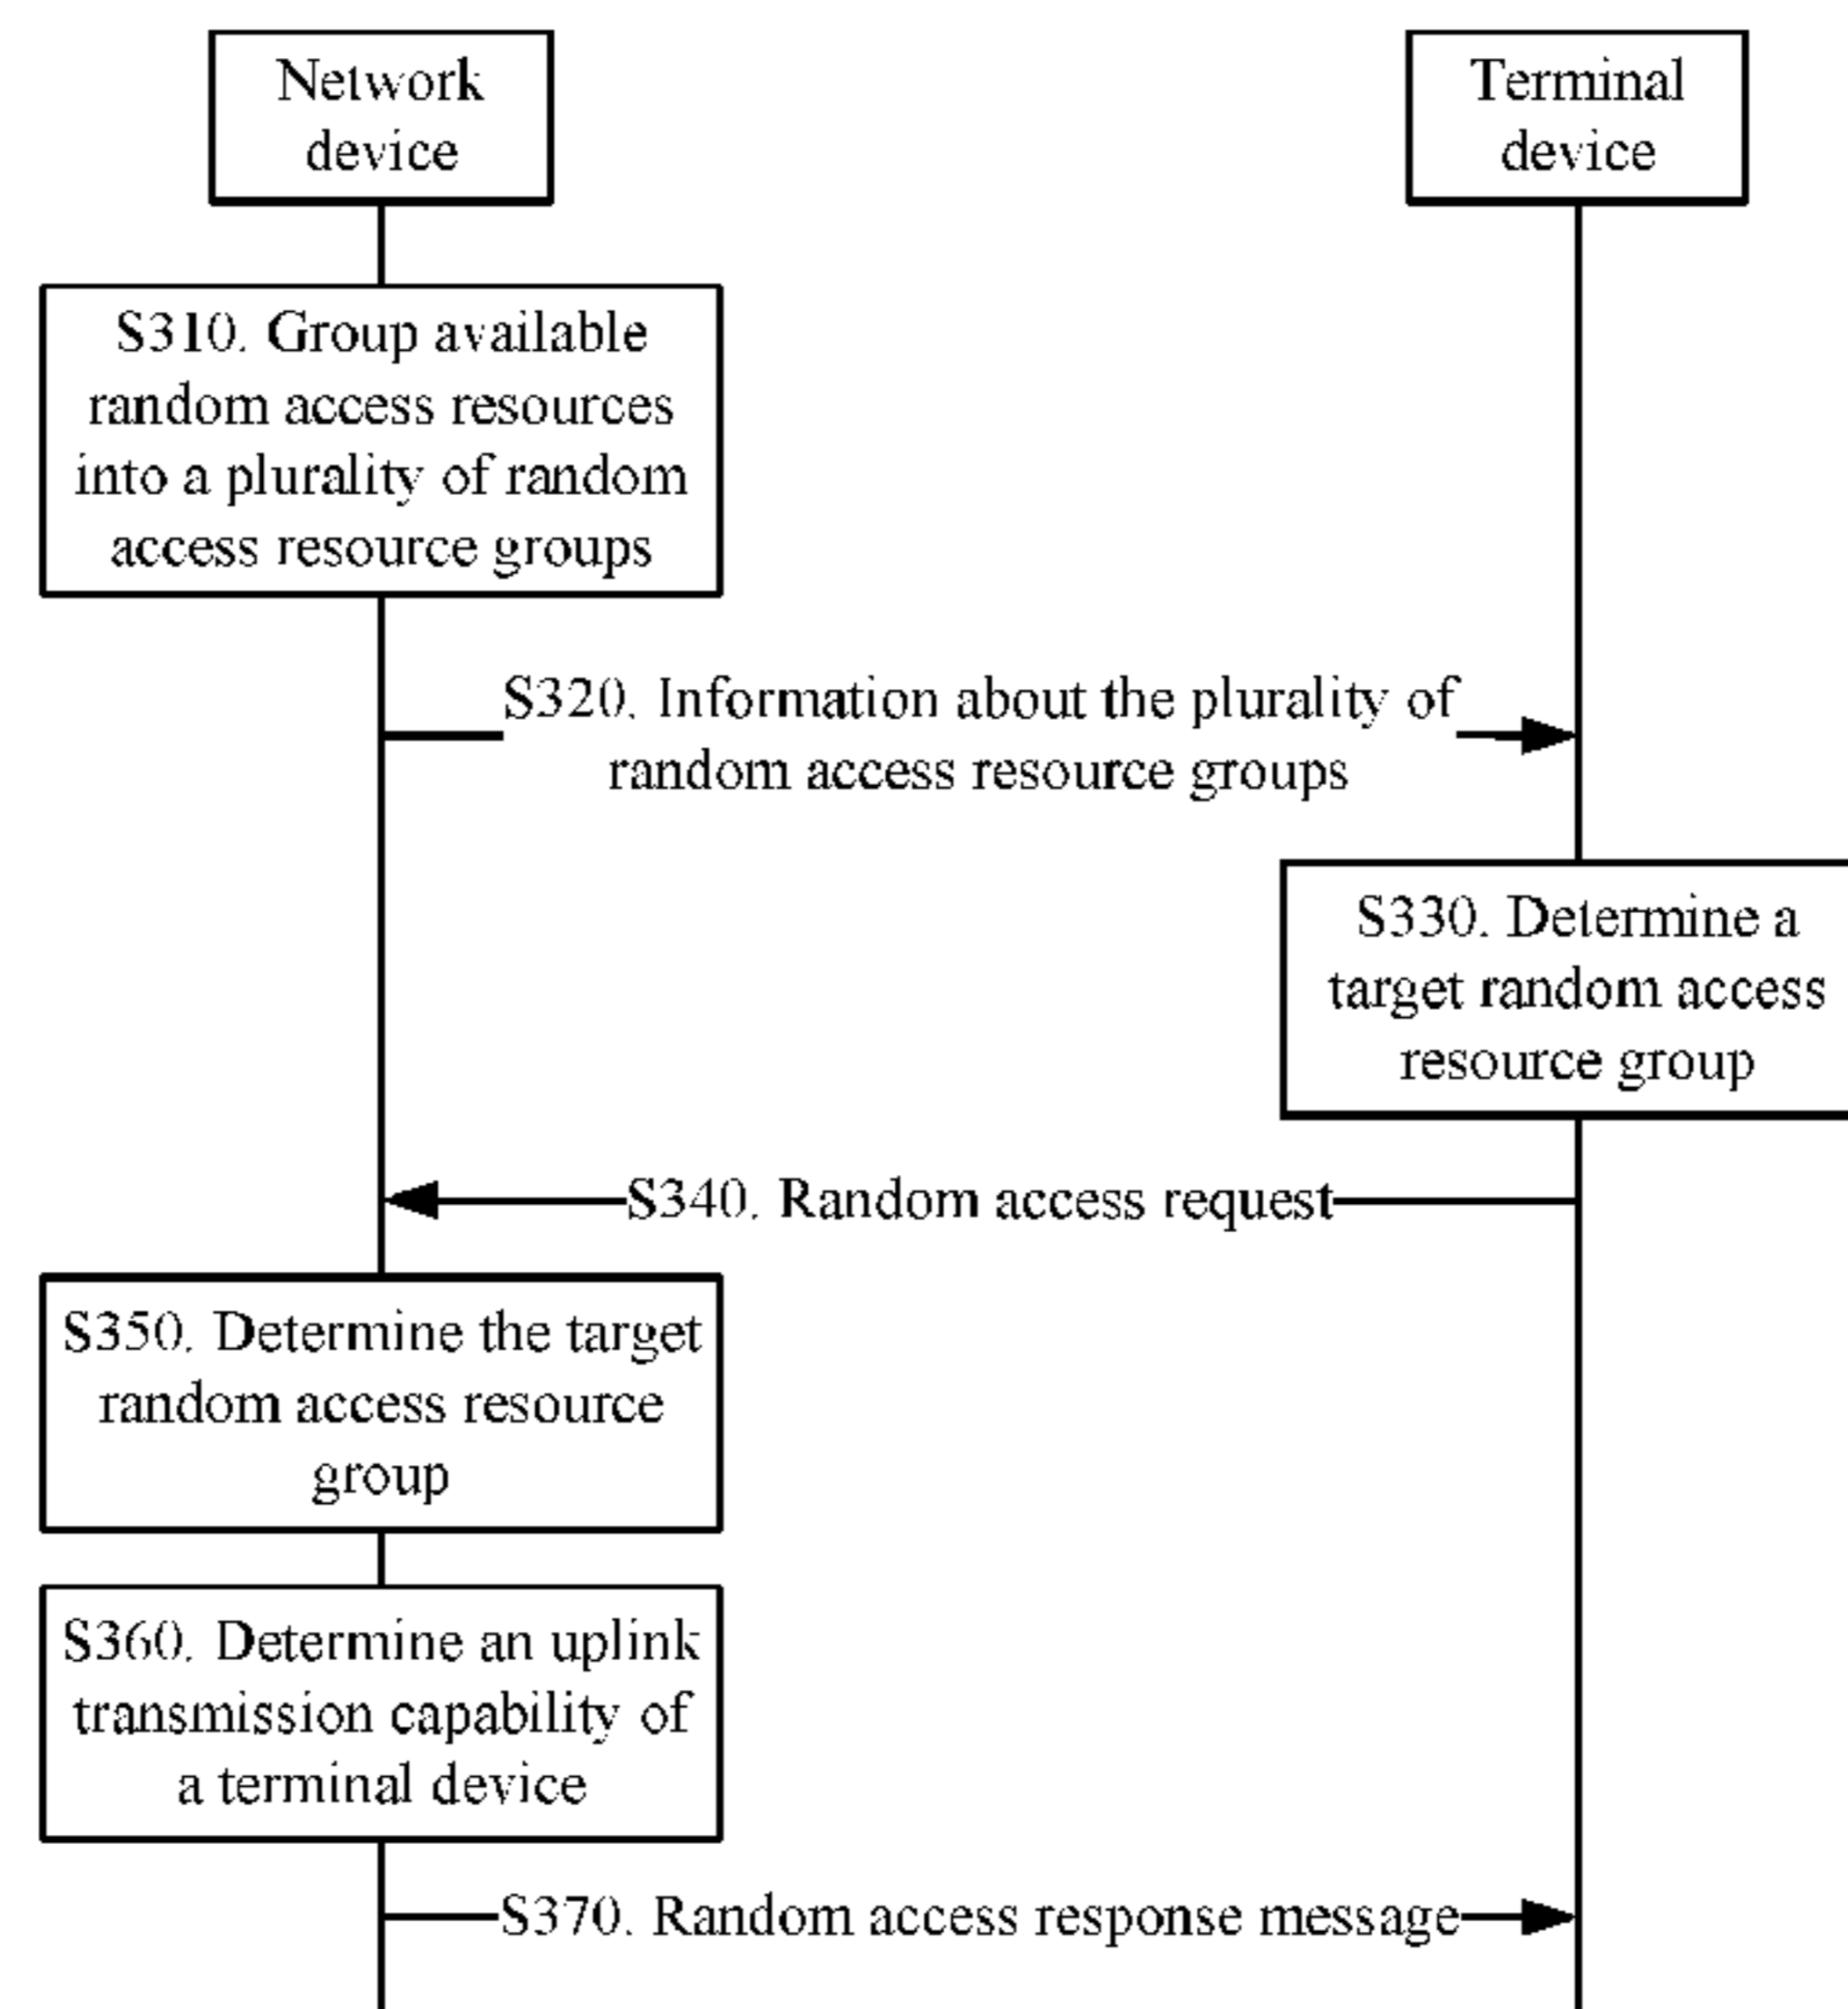 Network
device
Terminal
device
S310. Group available
random access resources
into a plurality of random
access resource groups
S320. Information about the plurality of
random access resource groups
S330. Determine a
target random access
resource group
S340. Random access request
S350. Determine the target
random access resource
group
S360. Determine an uplink
transmission capability of
a terminal device
S370. Random access response message